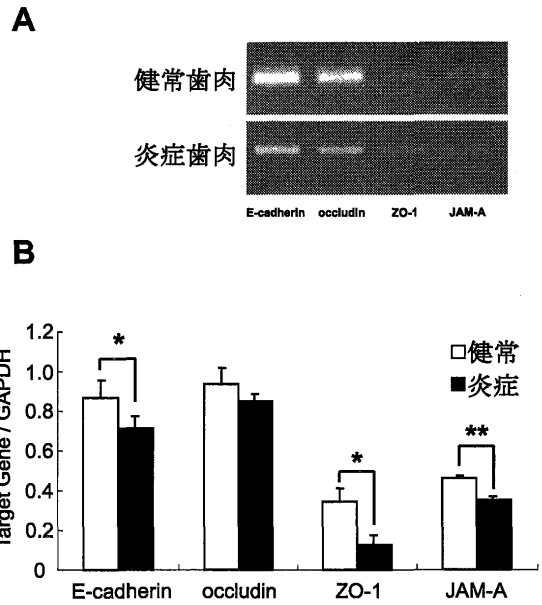 A
健常歯肉
炎症歯肉
E-cadherin occludin ZO-1 JAM-A
B
Target Gene / GAPDH
1.2
1.0
0.8
0.6
0.4
0.2
0
* * **
健常
炎症
E-cadherin occludin ZO-1 JAM-A